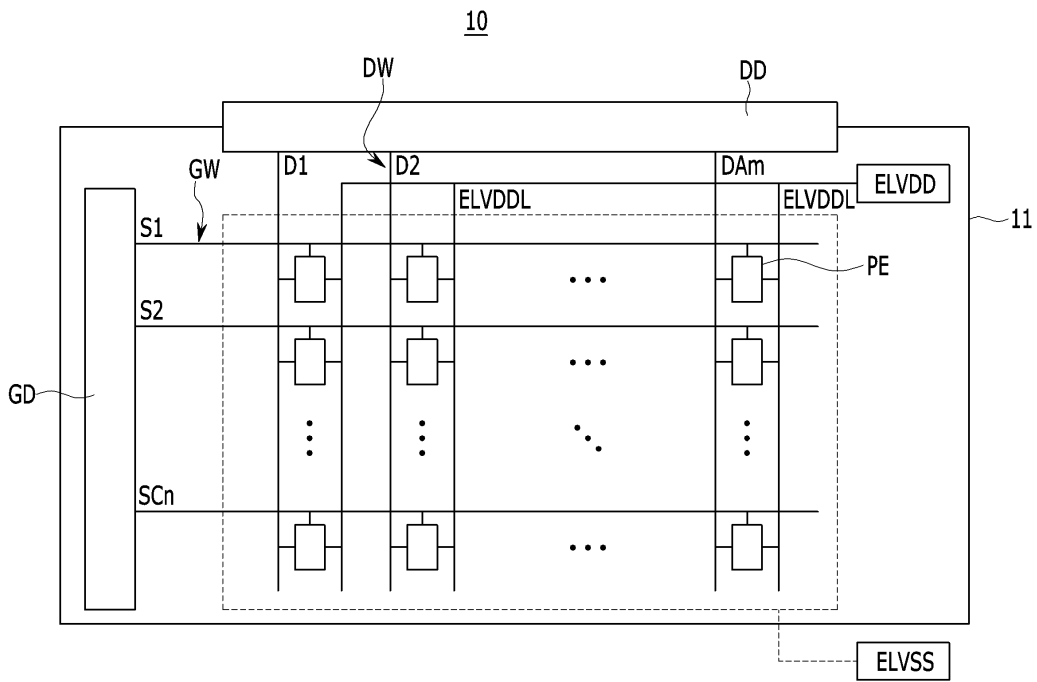 10
DW
DD
GW
D1
D2
DAm
ELVDD
ELVDDL
ELVDDL
11
S1
PE
S2
GD
SCn
ELVSS